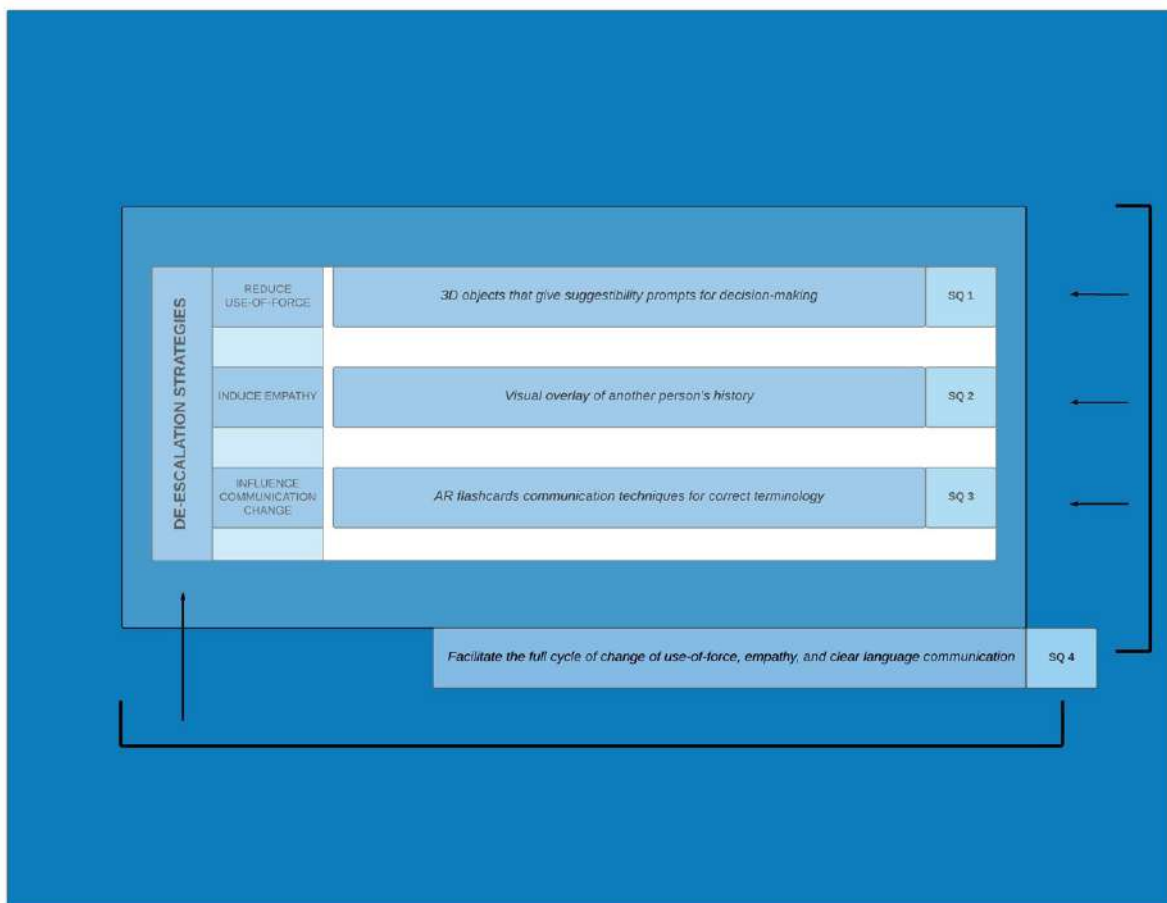 DE-ESCALATION STRATEGIES
REDUCE
USE-OF-FORCE
3D objects that give suggestibility prompts for decision-making
SQ 1
INDUCE EMPATHY
Visual overlay of another person's history
SQ 2
INFLUENCE
COMMUNICATION
CHANGE
AR flashcards communication techniques for correct terminology
SQ 3
Facilitate the full cycle of change of use-of-force, empathy, and clear language communication
SQ 4